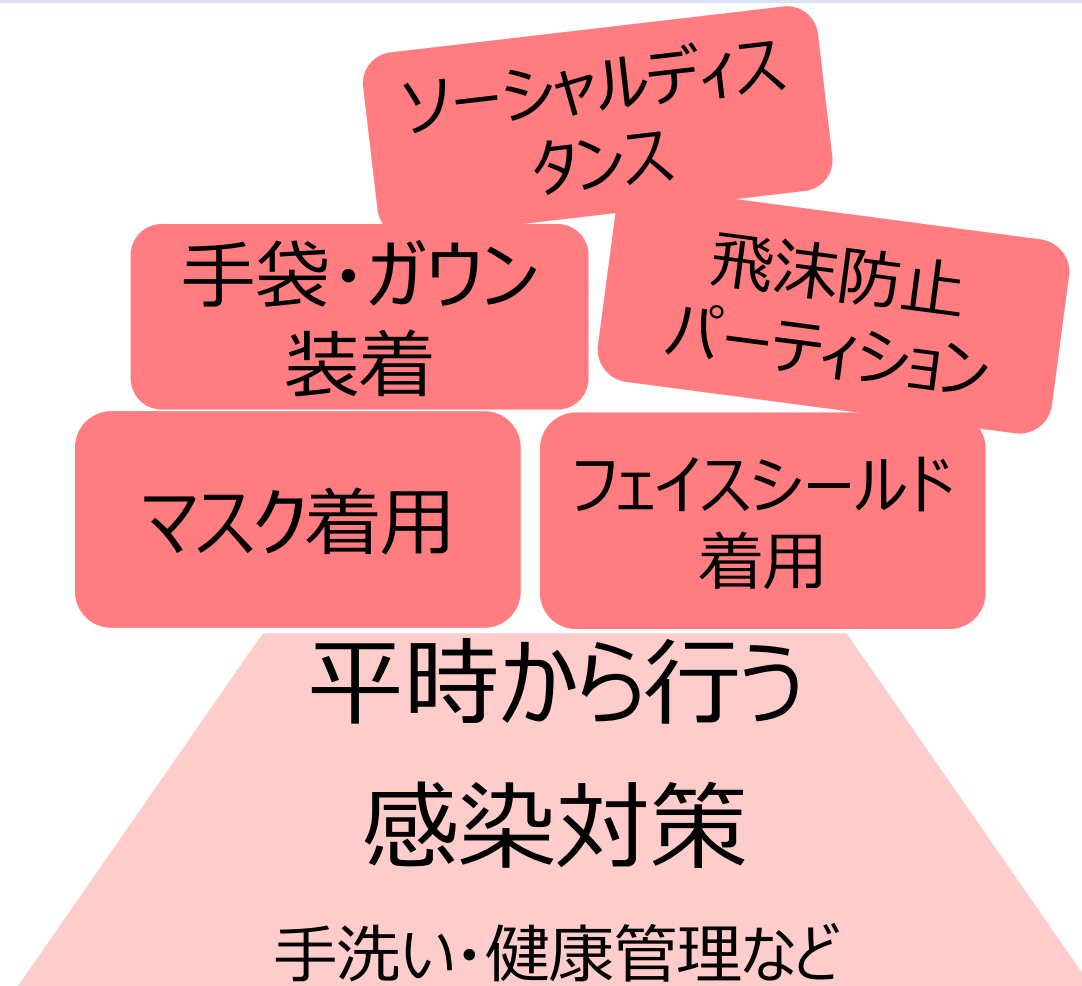 ソーシャルディス
タンス
手袋・ガウン
装着
飛沫防止
パーティション
マスク着用
フェイスシールド
着用
平時から行う
感染対策
手洗い・健康管理など